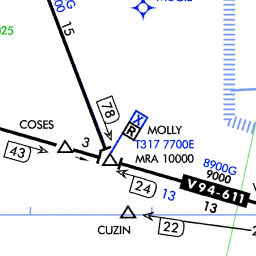 025
15
78
COSES
3
43
X
R
MOLLY
T317 7700E
MRA 10000
8900G
9000
V94-611
13
24
13
CUZIN
22